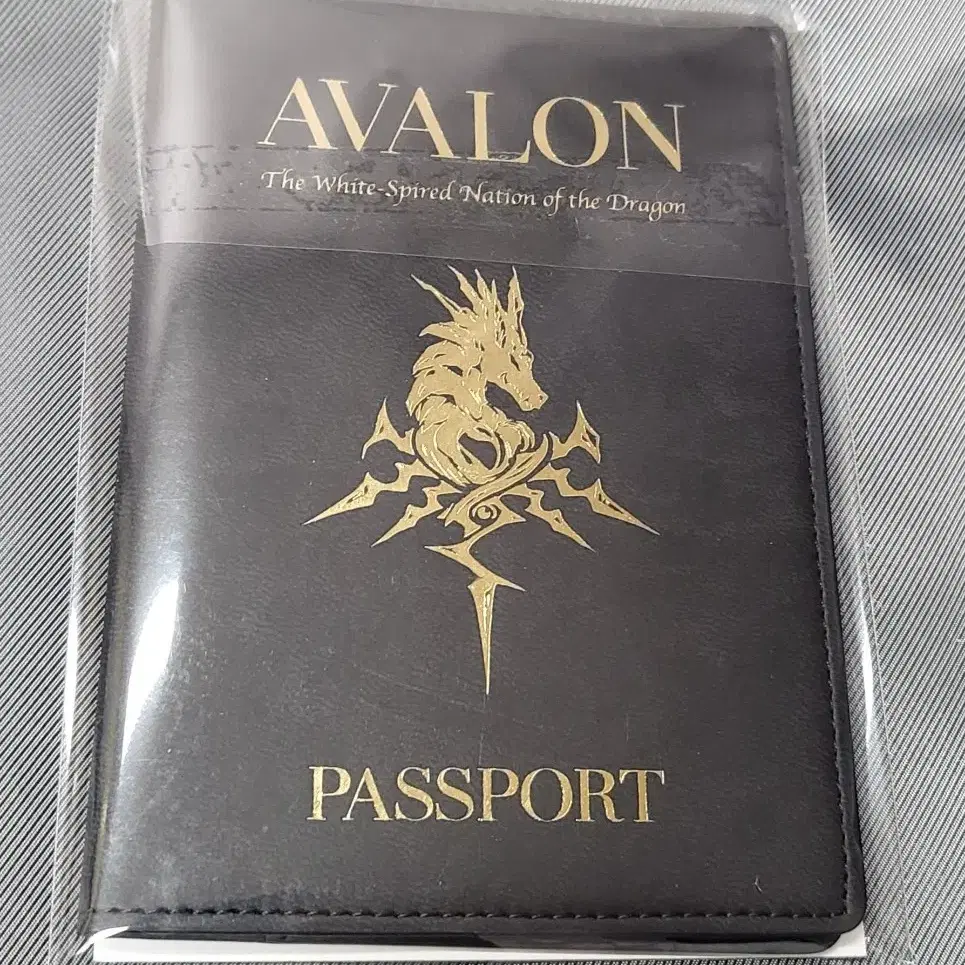 AVALON
The White-Spired Nation of the Dragon
PASSPORT